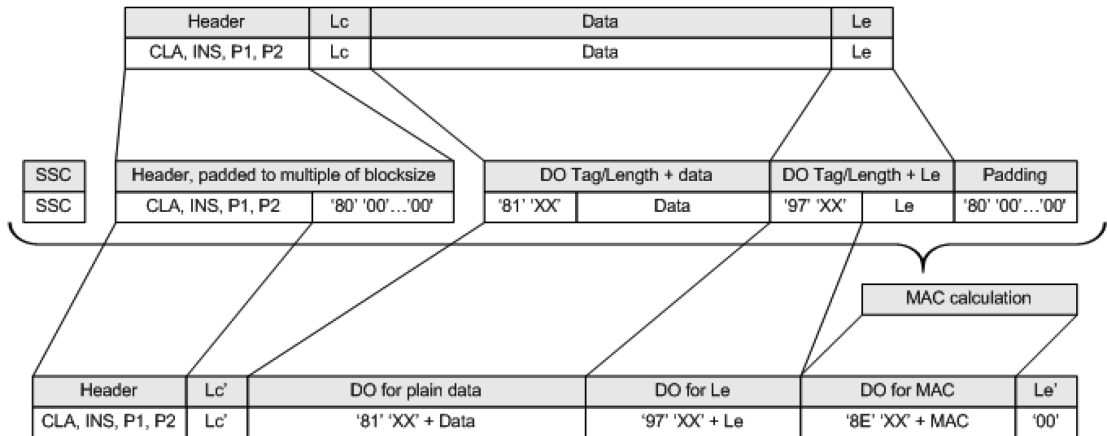 Header Lc Data Le
CLA, INS, P1, P2 Lc Data Le
SSC Header, padded to multiple of blocksize DO Tag/Length + data DO Tag/Length + Le Padding
SSC CLA, INS, P1, P2 '80' '00'...'00' '81' 'XX' Data '97' 'XX' Le '80' '00'...'00'
MAC calculation
Header Lc' DO for plain data DO for Le DO for MAC Le'
CLA, INS, P1, P2 Lc' '81' 'XX' + Data '97' 'XX' + Le '8E' 'XX' + MAC '00'